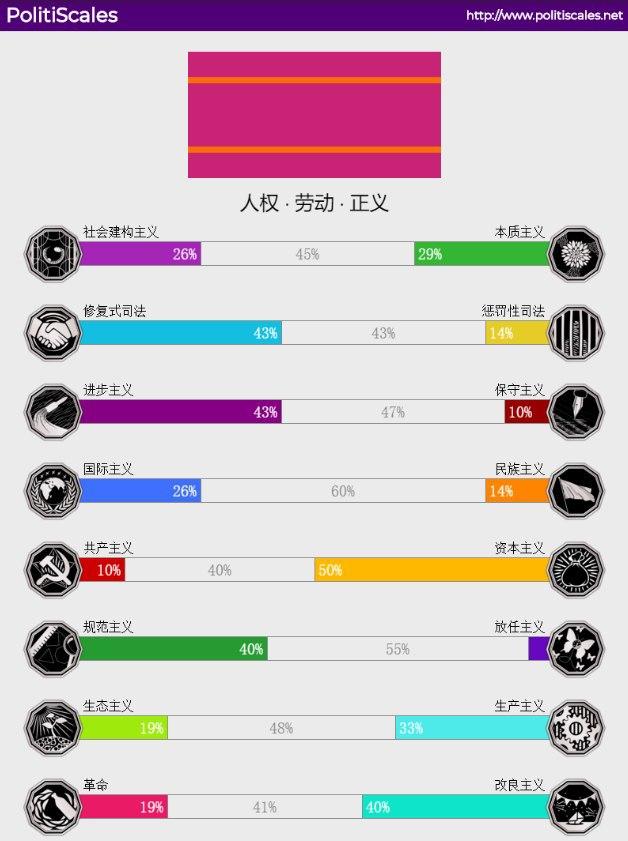 PolitiScales http://www.politiscales.net
人权 · 劳动 · 正义
社会建构主义 本质主义
26% 45% 29%
修复式司法 惩罚性司法
43% 43% 14%
进步主义 保守主义
43% 47% 10%
国际主义 民族主义
26% 60% 14%
共产主义 资本主义
10% 40% 50%
规范主义 放任主义
40% 55%
生态主义 生产主义
19% 48% 33%
革命 改良主义
19% 41% 40%